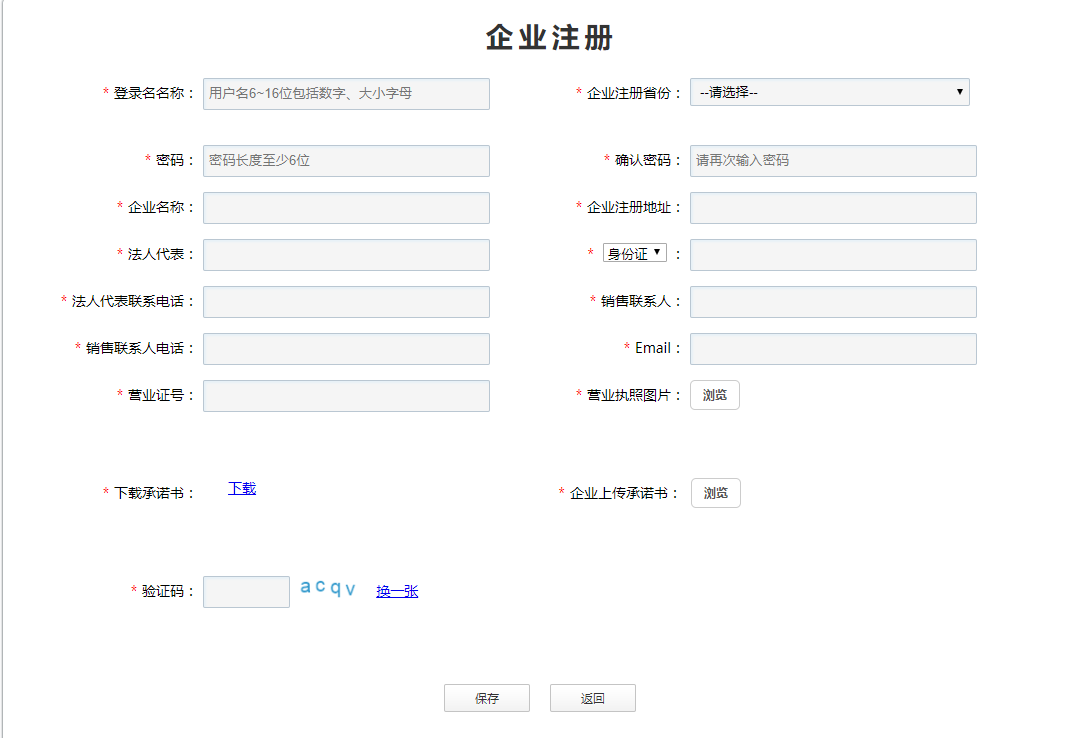 企业注册
* 登录名名称： 用户名6~16位包括数字、大小字母 * 企业注册省份： --请选择--
* 密码： 密码长度至少6位 * 确认密码： 请再次输入密码
* 企业名称： * 企业注册地址：
* 法人代表： * 身份证 ：
* 法人代表联系电话： * 销售联系人：
* 销售联系人电话： * Email：
* 营业证号： * 营业执照图片： 浏览
* 下载承诺书： 下载 * 企业上传承诺书： 浏览
* 验证码： acqv 换一张
保存 返回